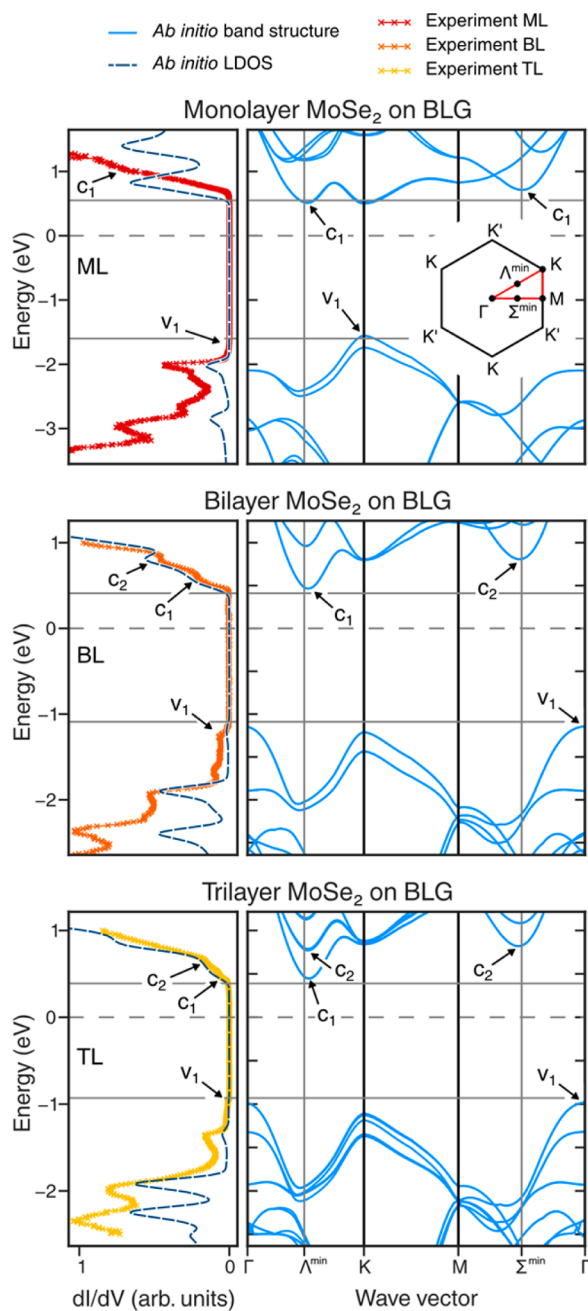 Ab initio band structure
Ab initio LDOS
Experiment ML
Experiment BL
Experiment TL
Monolayer MoSe₂ on BLG
Energy (eV)
1
0
−1
−2
−3
ML
c₁
v₁
c₁
c₁
v₁
K'
K
K
Λᵐⁱⁿ
Γ
Σᵐⁱⁿ
M
K'
K'
K
Bilayer MoSe₂ on BLG
Energy (eV)
1
0
−1
−2
BL
c₂
c₁
v₁
c₁
c₂
v₁
Trilayer MoSe₂ on BLG
Energy (eV)
1
0
−1
−2
TL
c₂
c₁
v₁
c₂
c₁
c₂
v₁
1 0
Γ Λᵐⁱⁿ K M Σᵐⁱⁿ Γ
dI/dV (arb. units)
Wave vector